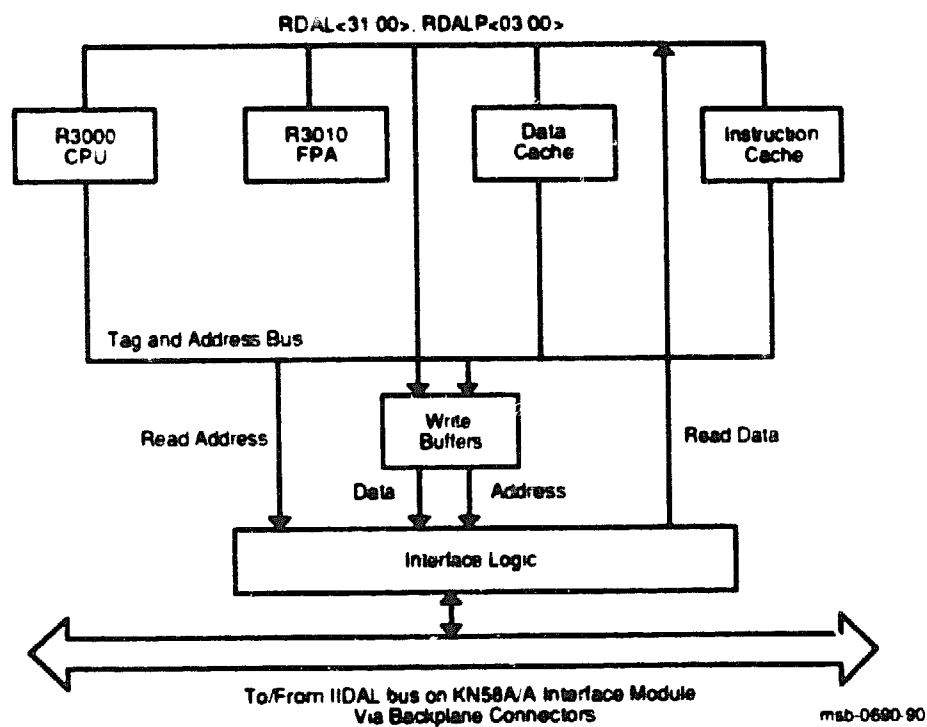 RDAL<31 00>. RDALP<03 00>
R3000
CPU
R3010
FPA
Data
Cache
Instruction
Cache
Tag and Address Bus
Read Address
Write
Buffers
Read Data
Data
Address
Interface Logic
To/From IIDAL bus on KN58A/A Interface Module
Via Backplane Connectors
msb-0690-90